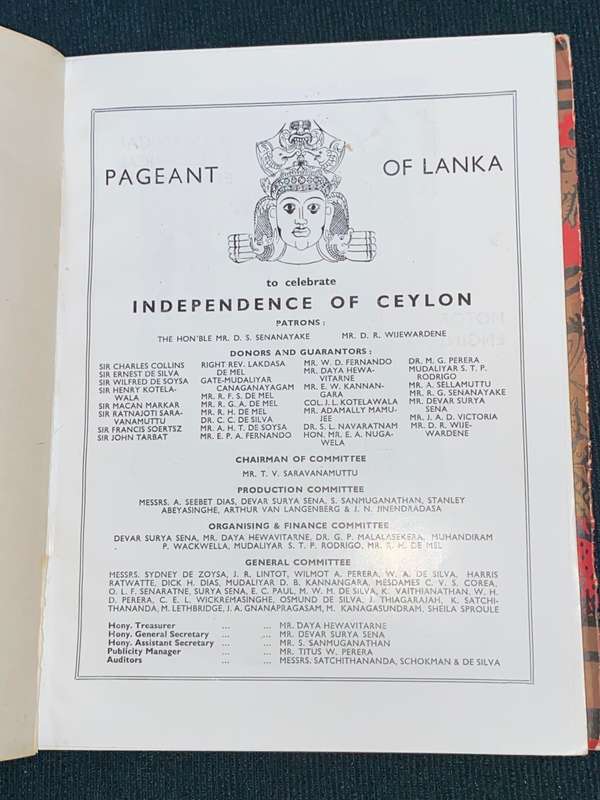 PAGEANT OF LANKA
to celebrate
INDEPENDENCE OF CEYLON
PATRONS :
THE HON'BLE MR. D. S. SENANAYAKE MR. D. R. WIJEWARDENE
DONORS AND GUARANTORS :
SIR CHARLES COLLINS
SIR ERNEST DE SILVA
SIR WILFRED DE SOYSA
SIR HENRY KOTELA-
WALA
SIR MACAN MARKAR
SIR RATNAJOTI SARA-
VANAMUTTU
SIR FRANCIS SOERTSZ
SIR JOHN TARBAT
RIGHT REV. LAKDASA
DE MEL
GATE-MUDALIYAR
CANAGANAYAGAM
MR. R. F. S. DE MEL
MR. R. G. A. DE MEL
MR. R. H. DE MEL
DR. C. C. DE SILVA
MR. A. H. T. DE SOYSA
MR. E. P. A. FERNANDO
MR. W. D. FERNANDO
MR. DAYA HEWA-
VITARNE
MR. E. W. KANNAN-
GARA
COL. J. L. KOTELAWALA
MR. ADAMALLY MAMU-
JEE
DR. S. L. NAVARATNAM
HON. MR. E. A. NUGA-
WELA
DR. M. G. PERERA
MUDALIYAR S. T. P.
RODRIGO
MR. A. SELLAMUTTU
MR. R. G. SENANAYAKE
MR. DEVAR SURYA
SENA
MR. J. A. D. VICTORIA
MR. D. R. WIJE-
WARDENE
CHAIRMAN OF COMMITTEE
MR. T. V. SARAVANAMUTTU
PRODUCTION COMMITTEE
MESSRS. A. SEEBET DIAS, DEVAR SURYA SENA, S. SANMUGANATHAN, STANLEY
ABEYASINGHE, ARTHUR VAN LANGENBERG & J. N. JINENDRADASA
ORGANISING & FINANCE COMMITTEE
DEVAR SURYA SENA, MR. DAYA HEWAVITARNE, DR. G. P. MALALASEKERA, MUHANDIRAM
P. WACKWELLA, MUDALIYAR S. T. P. RODRIGO, MR. R. H. DE MEL
GENERAL COMMITTEE
MESSRS. SYDNEY DE ZOYSA, J. R. LINTOT, WILMOT A. PERERA, W. A. DE SILVA, HARRIS
RATWATTE, DICK H. DIAS, MUDALIYAR D. B. KANNANGARA, MESDAMES C. V. S. COREA,
O. L. F. SENARATNE, SURYA SENA, E. C. PAUL, M. W. M. DE SILVA, K. VAITHIANATHAN, W. H.
D. PERERA, C. E. L. WICKREMASINGHE, OSMUND DE SILVA, J. THIAGARAJAH, K. SATCHI-
THANANDA, M. LETHBRIDGE, J. A. GNANAPRAGASAM, M. KANAGASUNDRAM, SHEILA SPROULE
Hony. Treasurer ... ... MR. DAYA HEWAVITARNE
Hony. General Secretary ... ... MR. DEVAR SURYA SENA
Hony. Assistant Secretary ... ... MR. S. SANMUGANATHAN
Publicity Manager ... ... MR. TITUS W. PERERA
Auditors ... ... MESSRS. SATCHITHANANDA, SCHOKMAN & DE SILVA